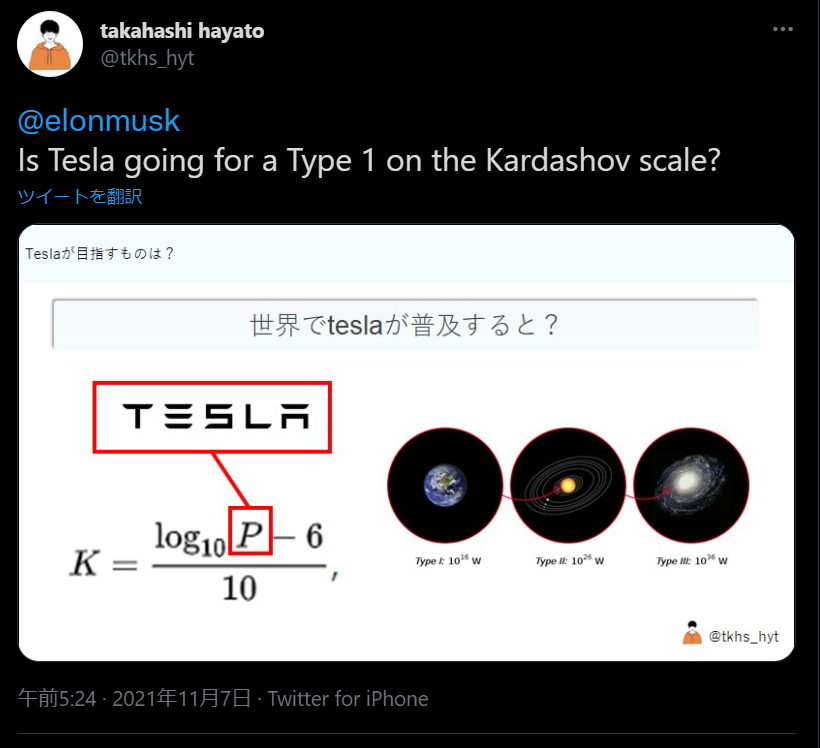 takahashi hayato
@tkhs_hyt
@elonmusk
Is Tesla going for a Type 1 on the Kardashov scale?
ツイートを翻訳
Teslaが目指すものは？
世界でteslaが普及すると？
TESLA
K = (log₁₀ P − 6) / 10 ,
Type I: 10¹⁶ W Type II: 10²⁶ W Type III: 10³⁶ W
@tkhs_hyt
午前5:24 · 2021年11月7日 · Twitter for iPhone